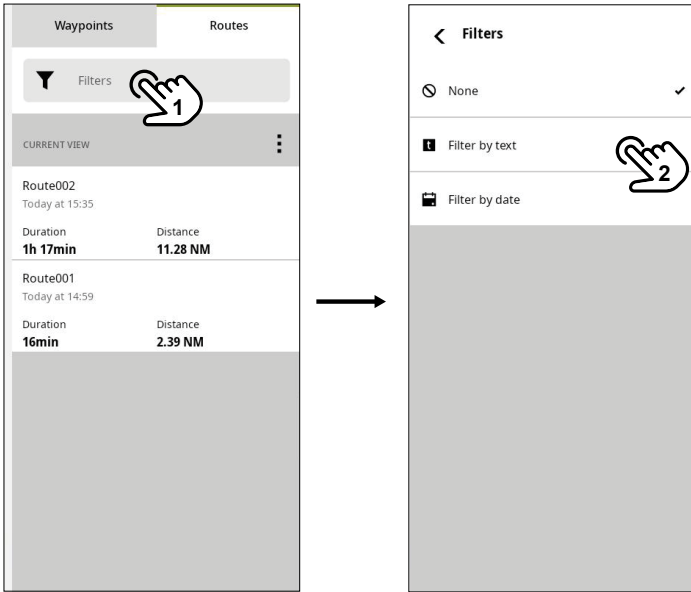 Waypoints Routes
Filters
1
CURRENT VIEW
Route002
Today at 15:35
Duration Distance
1h 17min 11.28 NM
Route001
Today at 14:59
Duration Distance
16min 2.39 NM
Filters
None
t Filter by text
2
Filter by date